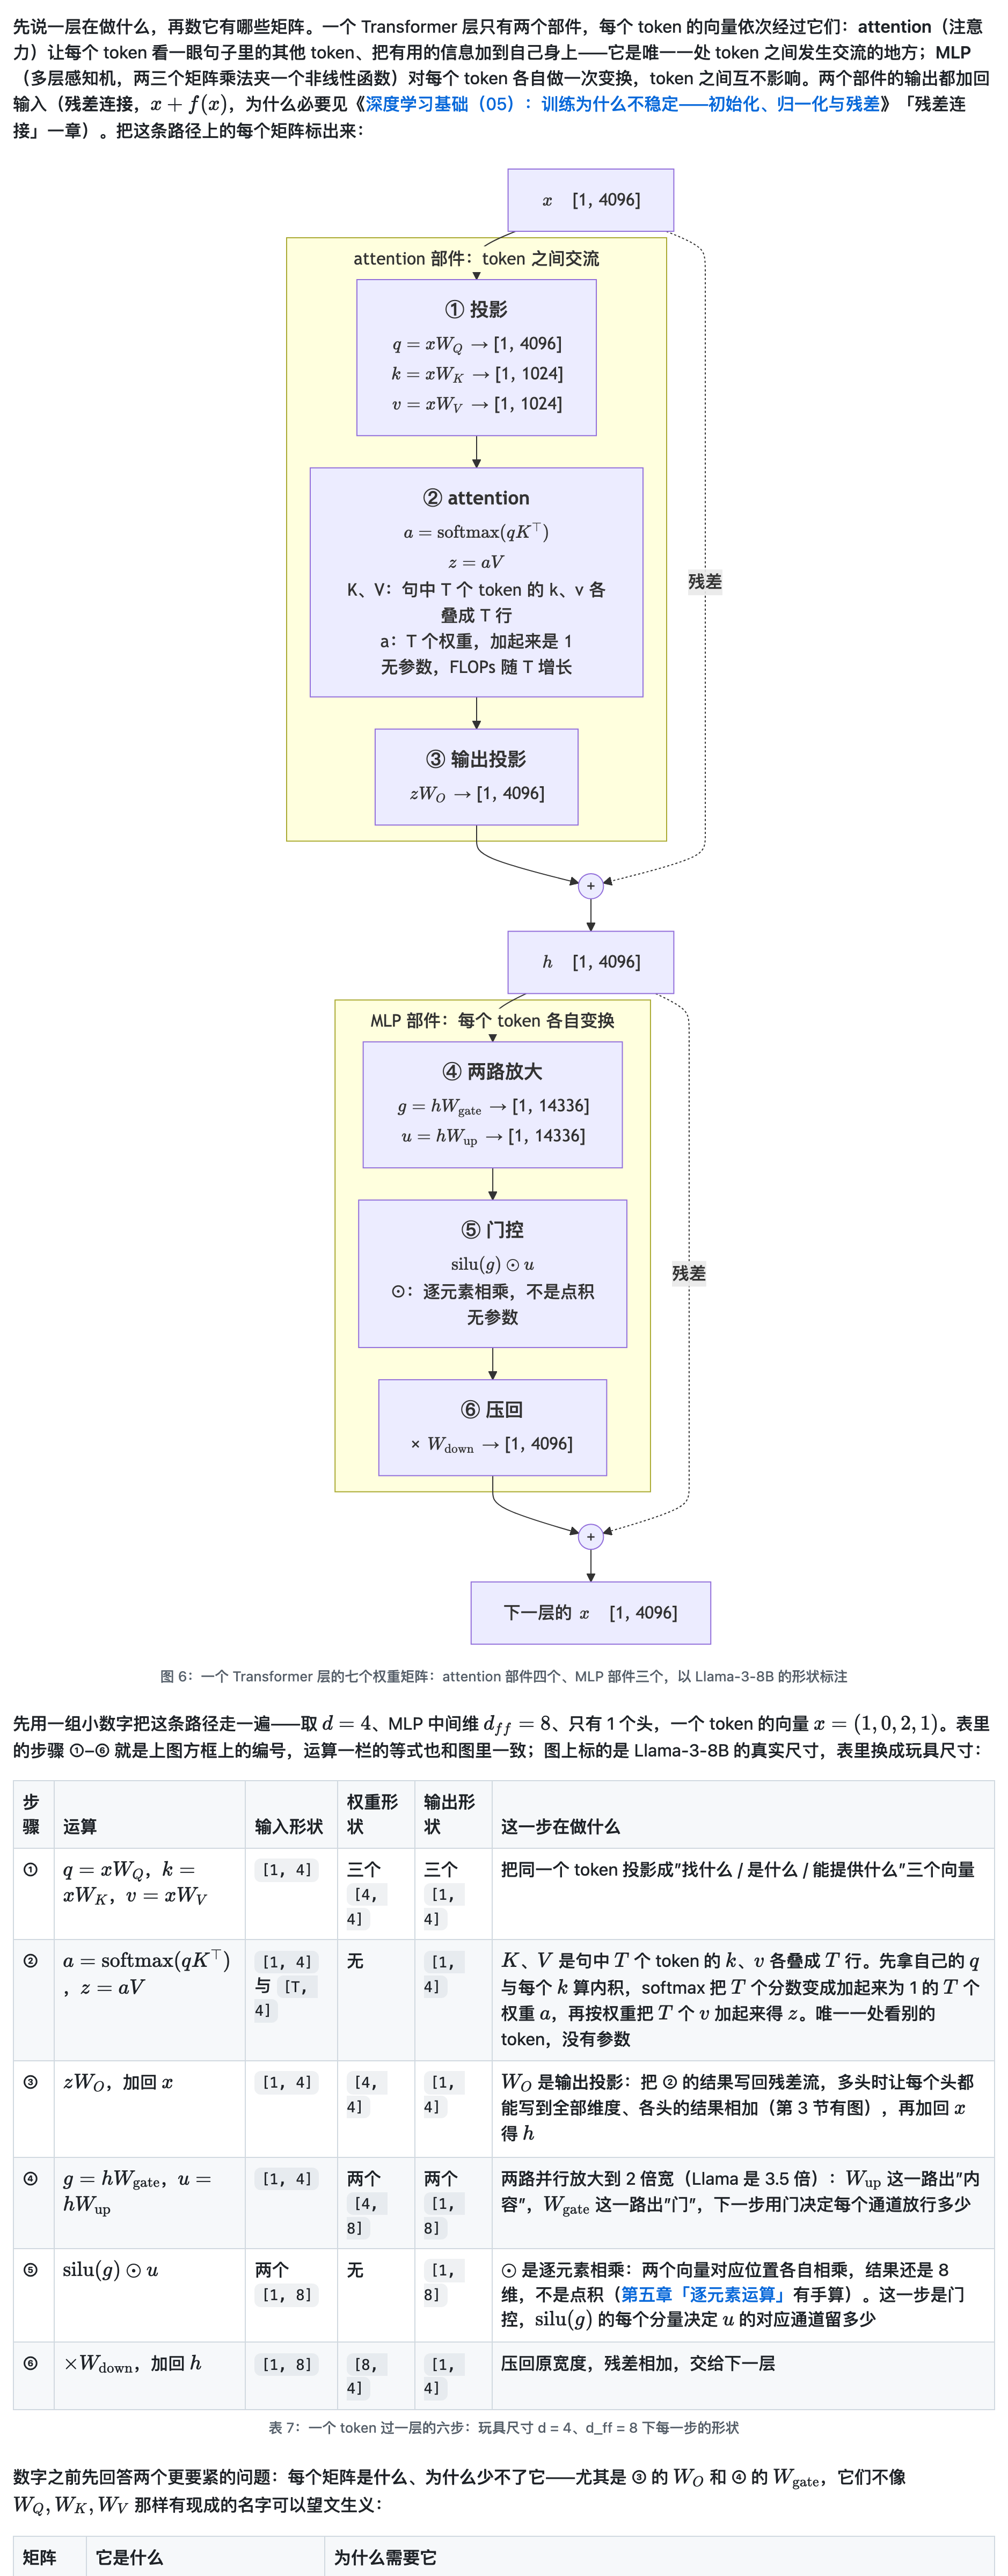 先说一层在做什么，再数它有哪些矩阵。一个 Transformer 层只有两个部件，每个 token 的向量依次经过它们：attention（注意
力）让每个 token 看一眼句子里的其他 token、把有用的信息加到自己身上——它是唯一一处 token 之间发生交流的地方；MLP
（多层感知机，两三个矩阵乘法夹一个非线性函数）对每个 token 各自做一次变换，token 之间互不影响。两个部件的输出都加回
输入（残差连接，x + f(x)，为什么必要见《深度学习基础（05）：训练为什么不稳定——初始化、归一化与残差》「残差连
接」一章）。把这条路径上的每个矩阵标出来：
x [1, 4096]
attention 部件：token 之间交流
① 投影
q = xW_Q → [1, 4096]
k = xW_K → [1, 1024]
v = xW_V → [1, 1024]
② attention
a = softmax(qK^⊤)
z = aV
K、V：句中 T 个 token 的 k、v 各
叠成 T 行
a：T 个权重，加起来是 1
无参数，FLOPs 随 T 增长
残差
③ 输出投影
zW_O → [1, 4096]
+
h [1, 4096]
MLP 部件：每个 token 各自变换
④ 两路放大
g = hW_gate → [1, 14336]
u = hW_up → [1, 14336]
⑤ 门控
silu(g) ⊙ u
⊙：逐元素相乘，不是点积
无参数
残差
⑥ 压回
× W_down → [1, 4096]
+
下一层的 x [1, 4096]
图 6：一个 Transformer 层的七个权重矩阵：attention 部件四个、MLP 部件三个，以 Llama-3-8B 的形状标注
先用一组小数字把这条路径走一遍——取 d = 4、MLP 中间维 d_ff = 8、只有 1 个头，一个 token 的向量 x = (1, 0, 2, 1)。表里
的步骤 ①–⑥ 就是上图方框上的编号，运算一栏的等式也和图里一致；图上标的是 Llama-3-8B 的真实尺寸，表里换成玩具尺寸：
步
骤
运算
输入形状
权重形
状
输出形
状
这一步在做什么
①
q = xW_Q，k =
xW_K，v = xW_V
[1, 4]
三个
[4,
4]
三个
[1,
4]
把同一个 token 投影成"找什么 / 是什么 / 能提供什么"三个向量
②
a = softmax(qK^⊤)
，z = aV
[1, 4]
与 [T,
4]
无
[1,
4]
K、V 是句中 T 个 token 的 k、v 各叠成 T 行。先拿自己的 q
与每个 k 算内积，softmax 把 T 个分数变成加起来为 1 的 T 个
权重 a，再按权重把 T 个 v 加起来得 z。唯一一处看别的
token，没有参数
③
zW_O，加回 x
[1, 4]
[4,
4]
[1,
4]
W_O 是输出投影：把 ② 的结果写回残差流，多头时让每个头都
能写到全部维度、各头的结果相加（第 3 节有图），再加回 x
得 h
④
g = hW_gate，u =
hW_up
[1, 4]
两个
[4,
8]
两个
[1,
8]
两路并行放大到 2 倍宽（Llama 是 3.5 倍）：W_up 这一路出"内
容"，W_gate 这一路出"门"，下一步用门决定每个通道放行多少
⑤
silu(g) ⊙ u
两个
[1, 8]
无
[1,
8]
⊙ 是逐元素相乘：两个向量对应位置各自相乘，结果还是 8
维，不是点积（第五章「逐元素运算」有手算）。这一步是门
控，silu(g) 的每个分量决定 u 的对应通道留多少
⑥
×W_down，加回 h
[1, 8]
[8,
4]
[1,
4]
压回原宽度，残差相加，交给下一层
表 7：一个 token 过一层的六步：玩具尺寸 d = 4、d_ff = 8 下每一步的形状
数字之前先回答两个更要紧的问题：每个矩阵是什么、为什么少不了它——尤其是 ③ 的 W_O 和 ④ 的 W_gate，它们不像
W_Q, W_K, W_V 那样有现成的名字可以望文生义：
矩阵
它是什么
为什么需要它